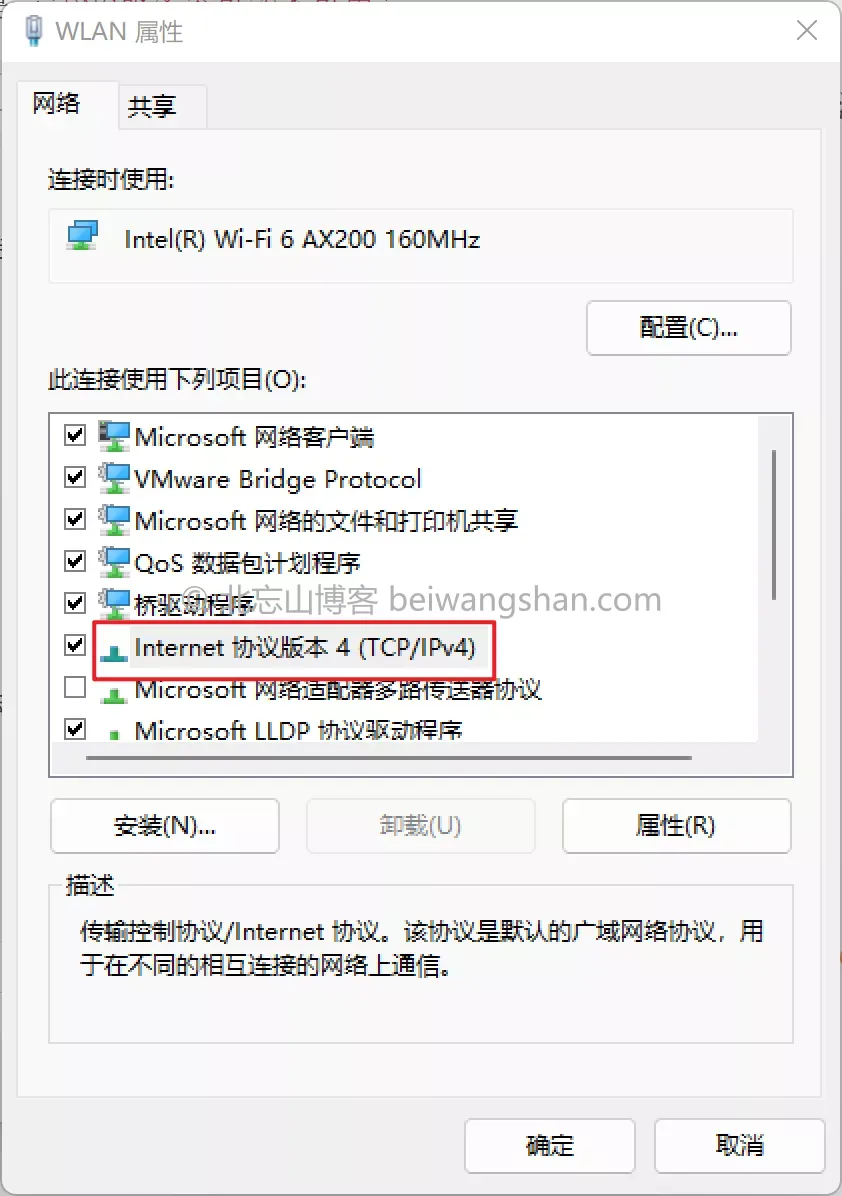 WLAN 属性
网络
共享
连接时使用:
Intel(R) Wi-Fi 6 AX200 160MHz
配置(C)...
此连接使用下列项目(O):
Microsoft 网络客户端
VMware Bridge Protocol
Microsoft 网络的文件和打印机共享
QoS 数据包计划程序
桥驱动程序
@ 北忘山博客 beiwangshan.com
Internet 协议版本 4 (TCP/IPv4)
Microsoft 网络适配器多路传送器协议
Microsoft LLDP 协议驱动程序
安装(N)...
卸载(U)
属性(R)
描述
传输控制协议/Internet 协议。该协议是默认的广域网络协议，用
于在不同的相互连接的网络上通信。
确定
取消